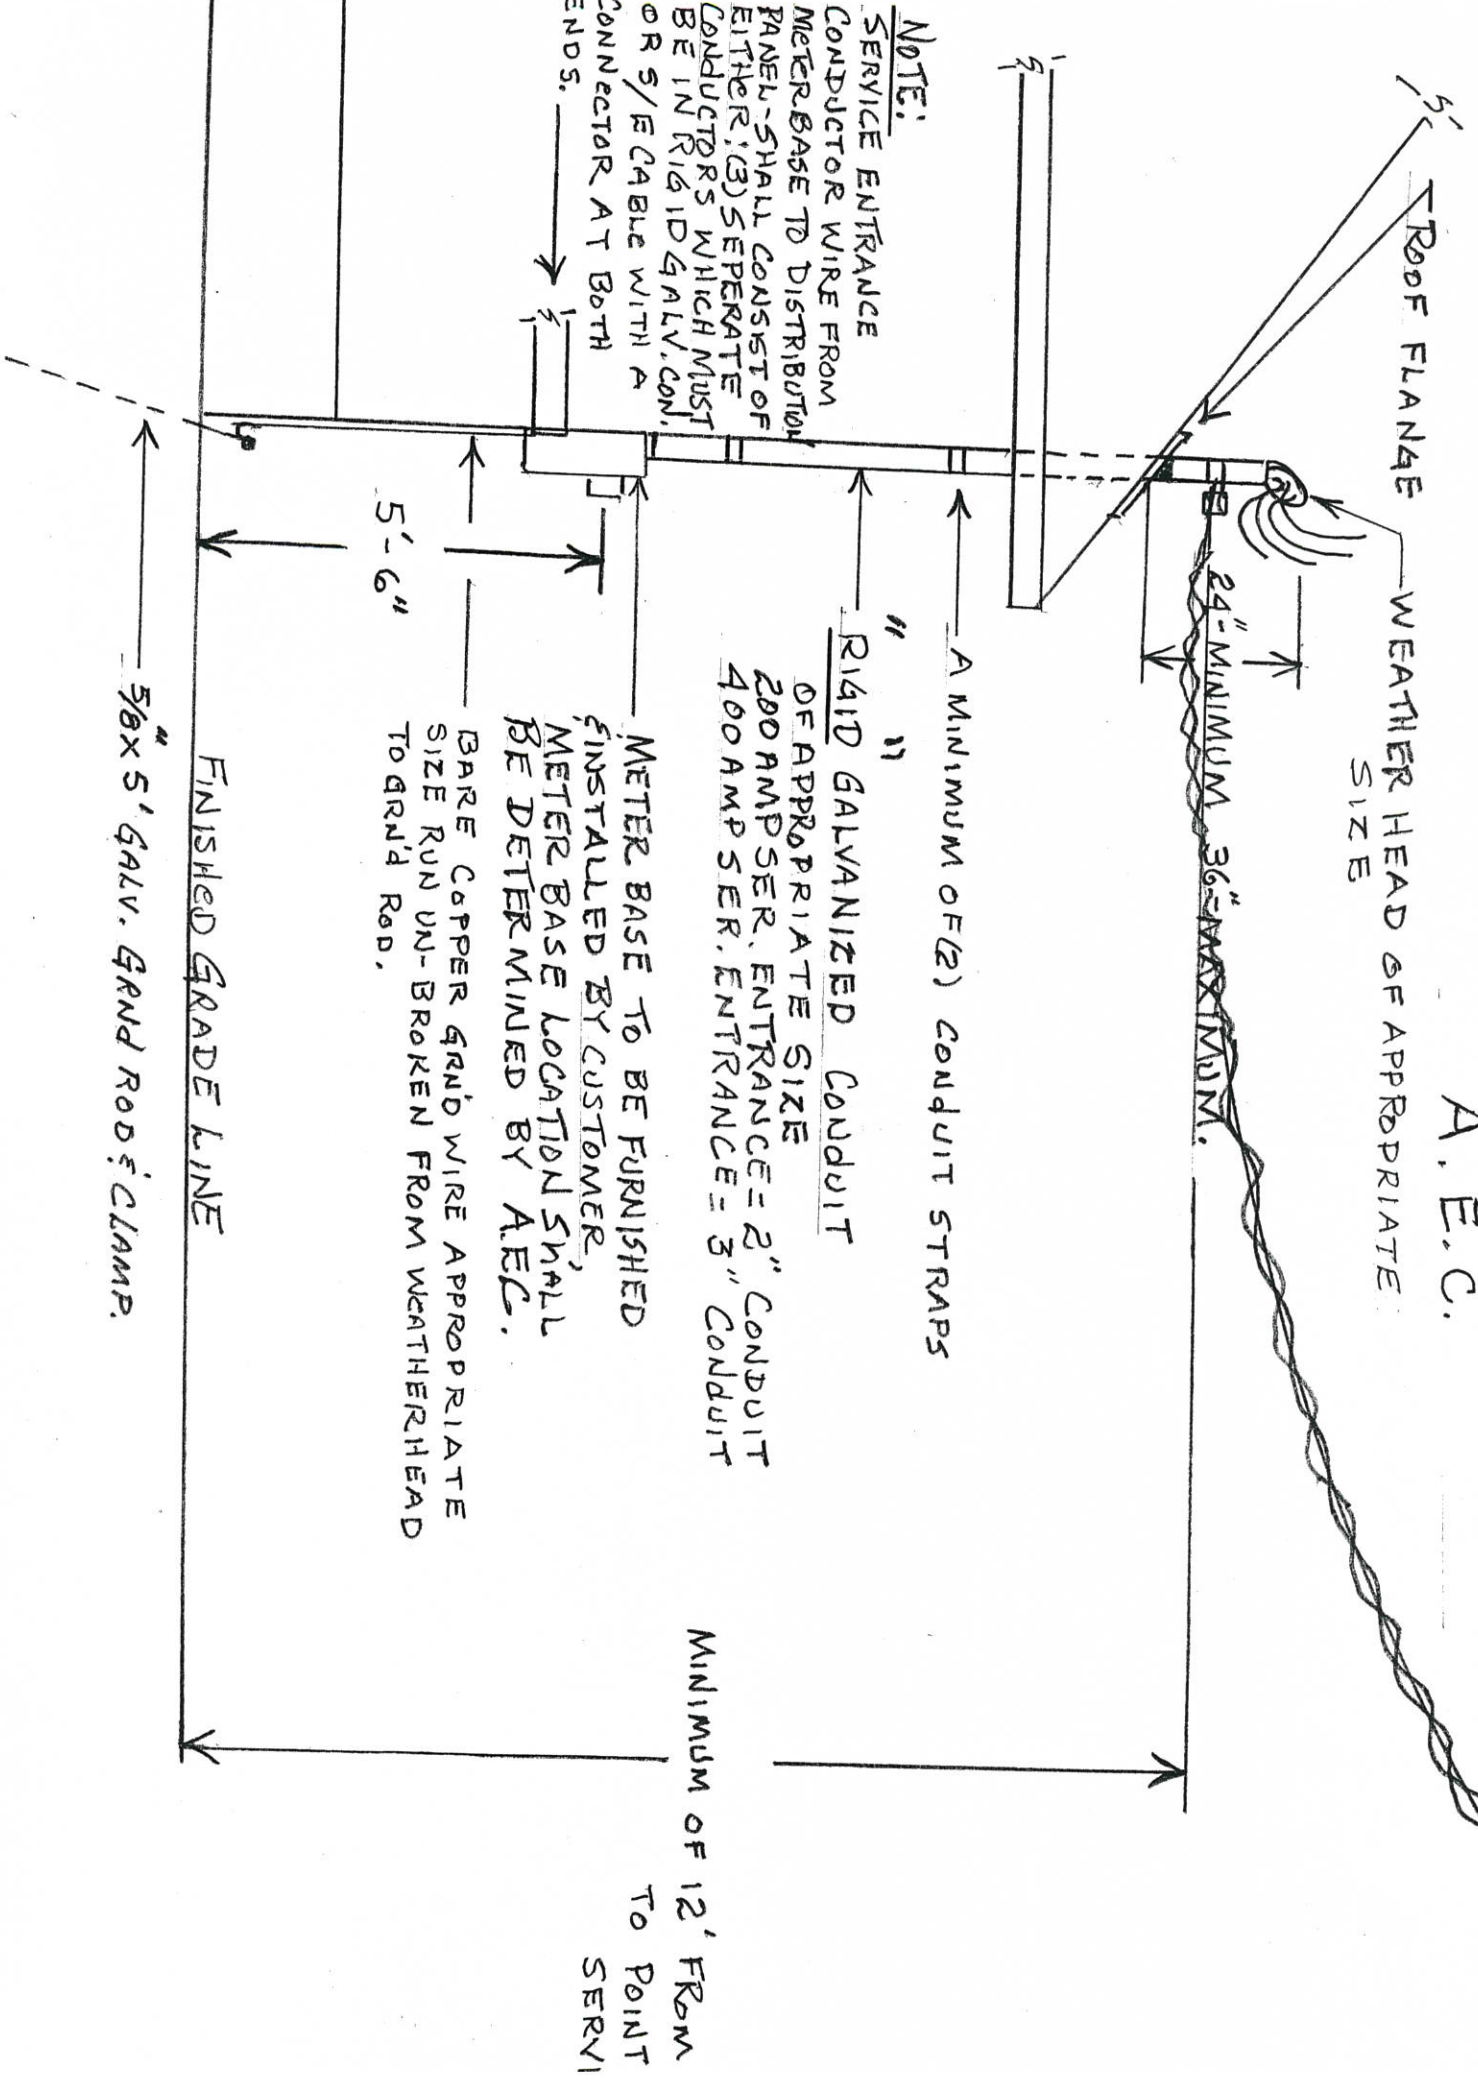 A. E. C.
ROOF FLANGE
WEATHER HEAD OF APPROPRIATE
SIZE
24"-MINIMUM 36"-MAXIMUM.
NOTE:
SERVICE ENTRANCE
CONDUCTOR WIRE FROM
METERBASE TO DISTRIBUTION
PANEL-SHALL CONSIST OF
EITHER: (3) SEPERATE
CONDUCTORS WHICH MUST
BE IN RIGID GALV. CON.
OR S/E CABLE WITH A
CONNECTOR AT BOTH
ENDS.
A MINIMUM OF (2) CONDUIT STRAPS
" "
RIGID GALVANIZED CONDUIT
OF APPROPRIATE SIZE
200 AMP SER. ENTRANCE = 2" CONDUIT
400 AMP SER. ENTRANCE = 3" CONDUIT
METER BASE TO BE FURNISHED
& INSTALLED BY CUSTOMER,
METER BASE LOCATION SHALL
BE DETERMINED BY A.E.C.
BARE COPPER GRN'D WIRE APPROPRIATE
SIZE RUN UN-BROKEN FROM WEATHERHEAD
TO GRN'd ROD.
5'-6"
MINIMUM OF 12' FROM
TO POINT
SERVI
FINISHED GRADE LINE
5/8" X 5' GALV. GRNd ROD & CLAMP.